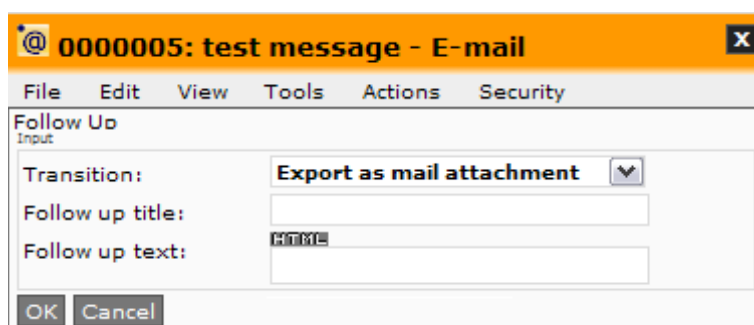 @ 0000005: test message - E-mail X
File Edit View Tools Actions Security
Follow Up
Input
Transition: Export as mail attachment
Follow up title:
HTML
Follow up text:
OK Cancel